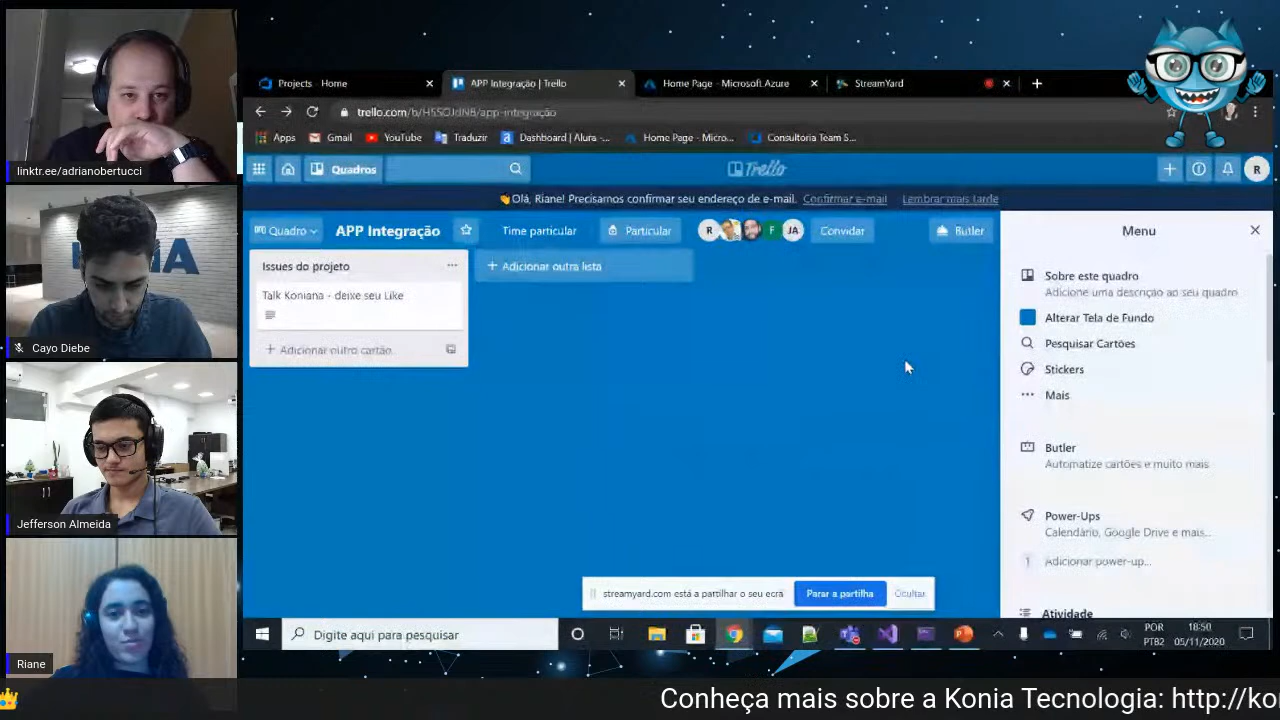 linktr.ee/adrianobertucci
Cayo Diebe
Jefferson Almeida
Riane
Projects - Home
APP Integração | Trello
Home Page - Microsoft Azure
StreamYard
Apps
Gmail
YouTube
Traduzir
Dashboard | Alura -...
Home Page - Micro...
Consultoria Team S...
Quadros
Trello
R
Olá, Riane! Precisamos confirmar seu endereço de e-mail. Confirmar e-mail Lembrar mais tarde
Quadro
APP Integração
Time particular
Particular
R
F
JA
Convidar
Butler
Issues do projeto
Talk Koniana - deixe seu Like
Adicionar outro cartão
Adicionar outra lista
Menu
Sobre este quadro
Adicione uma descrição ao seu quadro
Alterar Tela de Fundo
Pesquisar Cartões
Stickers
Mais
Butler
Automatize cartões e muito mais
Power-Ups
Calendário, Google Drive e mais...
1 Adicionar power-up...
Atividade
streamyard.com está a partilhar o seu ecrã
Parar a partilha
Ocultar
Digite aqui para pesquisar
POR
PTB2
18:50
05/11/2020
Conheça mais sobre a Konia Tecnologia: http://ko